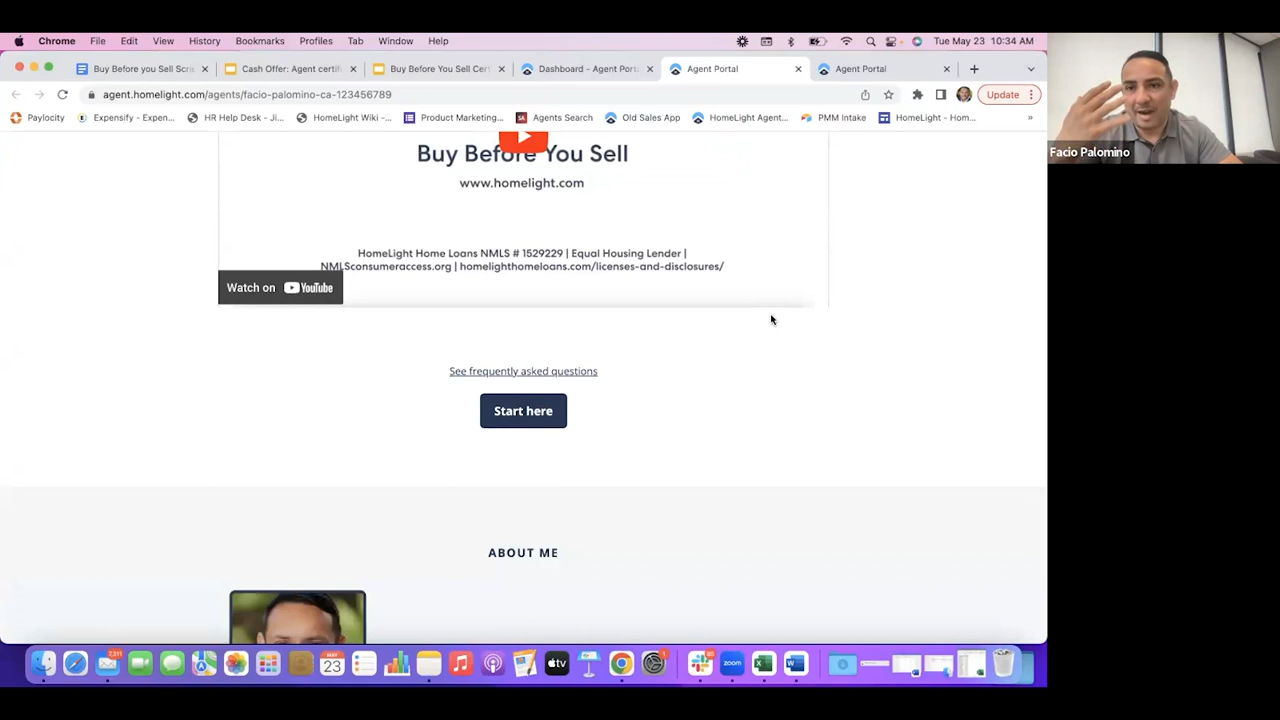 Chrome File Edit View History Bookmarks Profiles Tab Window Help
Tue May 23 10:34 AM
Buy Before you Sell Scri
Cash Offer: Agent certif
Buy Before You Sell Cert
Dashboard - Agent Port
Agent Portal
Agent Portal
agent.homelight.com/agents/facio-palomino-ca-123456789
Update
Paylocity
Expensify - Expen...
HR Help Desk - Ji...
HomeLight Wiki -...
Product Marketing...
Agents Search
Old Sales App
HomeLight Agent...
PMM Intake
HomeLight - Hom...
»
Facio Palomino
Buy Before You Sell
www.homelight.com
HomeLight Home Loans NMLS # 1529229 | Equal Housing Lender |
NMLSconsumeraccess.org | homelighthomeloans.com/licenses-and-disclosures/
Watch on YouTube
See frequently asked questions
Start here
ABOUT ME
23
tv
zoom